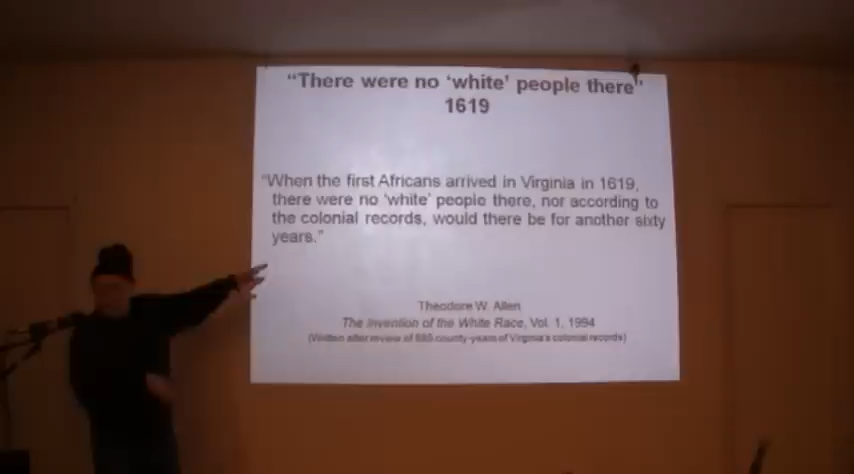 “There were no ‘white’ people there”
1619
“When the first Africans arrived in Virginia in 1619,
there were no ‘white’ people there, nor according to
the colonial records, would there be for another sixty
years.”
Theodore W. Allen
The Invention of the White Race, Vol. 1, 1994
(Written after review of 885 county-years of Virginia’s colonial records)